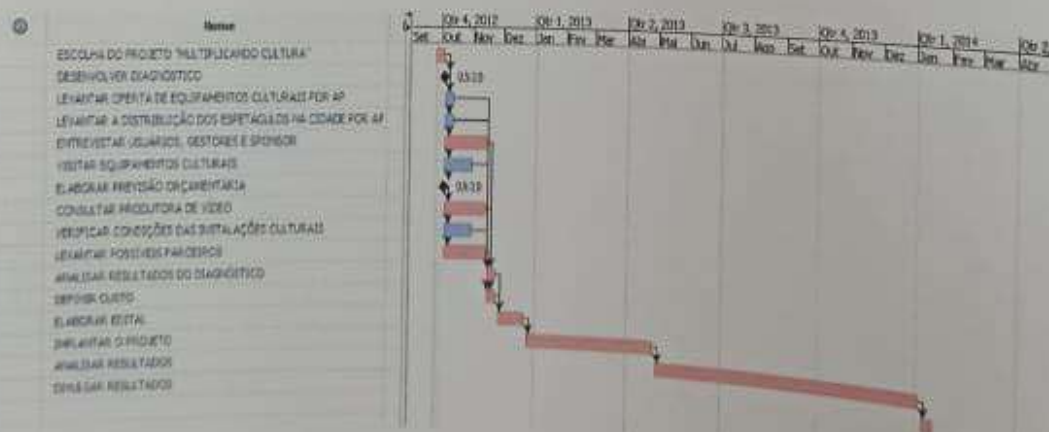 Nome
Qtr 4, 2012 Qtr 1, 2013 Qtr 2, 2013 Qtr 3, 2013 Qtr 4, 2013 Qtr 1, 2014 Qtr 2
Set Out Nov Dez Jan Fev Mar Abr Mai Jun Jul Ago Set Out Nov Dez Jan Fev Mar Abr
ESCOLHA DO PROJETO "MULTIPLICANDO CULTURA"
DESENVOLVER DIAGNOSTICO
LEVANTAR OFERTA DE EQUIPAMENTOS CULTURAIS POR AP
LEVANTAR A DISTRIBUIÇÃO DOS ESPETÁCULOS NA CIDADE POR AP
ENTREVISTAR USUÁRIOS, GESTORES E SPONSOR
VISITAR EQUIPAMENTOS CULTURAIS
ELABORAR PREVISÃO ORÇAMENTÁRIA
CONSULTAR PRODUTORA DE VÍDEO
VERIFICAR CONDIÇÕES DAS INSTALAÇÕES CULTURAIS
LEVANTAR POSSÍVEIS PARCEIROS
ANALISAR RESULTADOS DO DIAGNÓSTICO
DEFINIR CUSTO
ELABORAR EDITAL
IMPLANTAR O PROJETO
ANALISAR RESULTADOS
DIVULGAR RESULTADOS